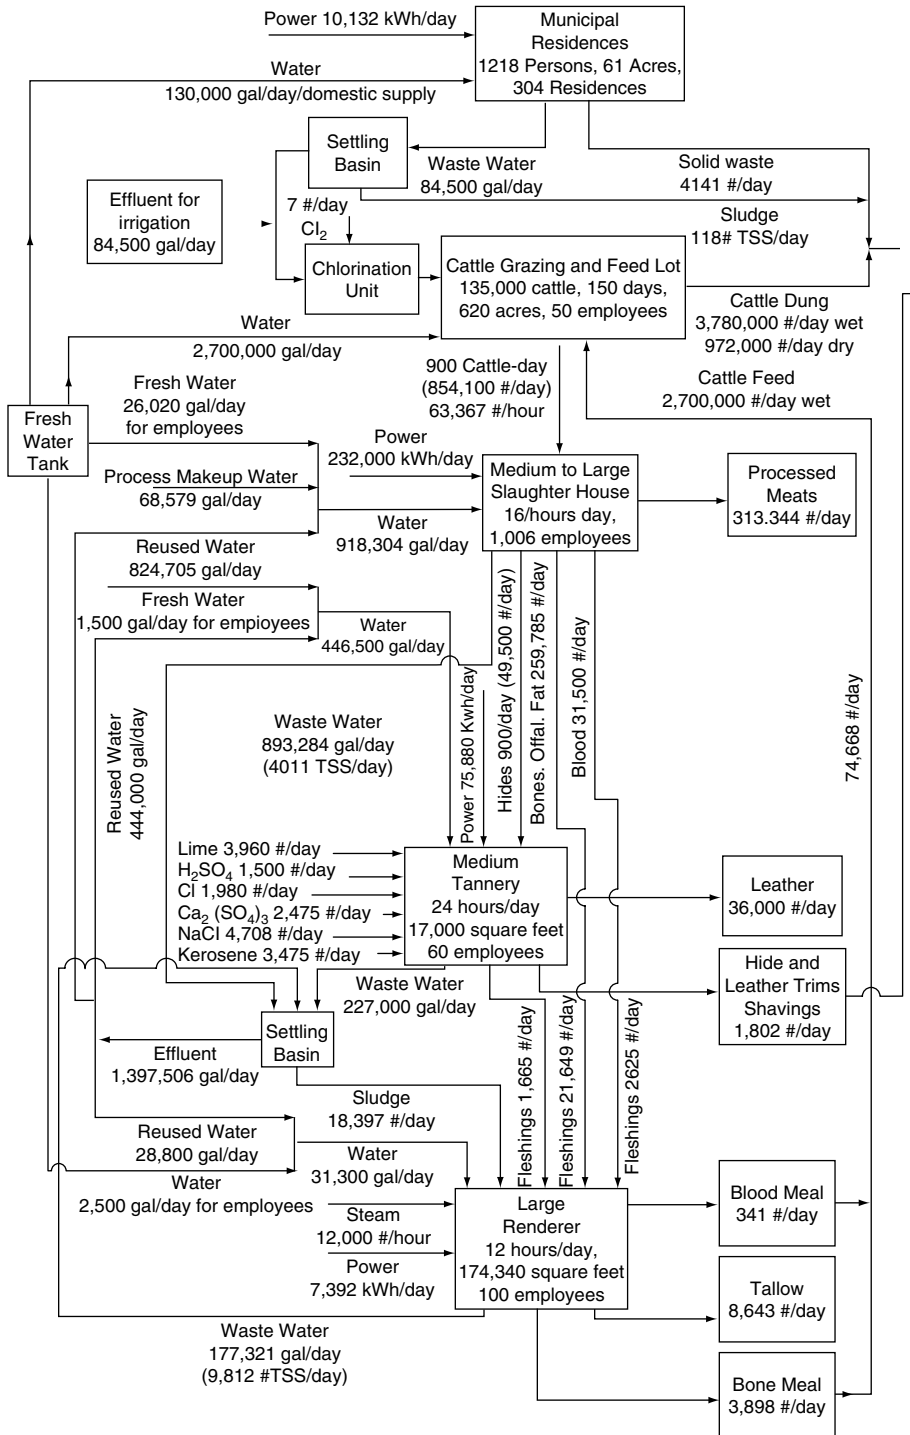 Power 10,132 kWh/day
Municipal
Residences
1218 Persons, 61 Acres,
304 Residences
Water
130,000 gal/day/domestic supply
Settling
Basin
Waste Water
84,500 gal/day
Solid waste
4141 #/day
Effluent for
irrigation
84,500 gal/day
7 #/day
Cl2
Sludge
118# TSS/day
Chlorination
Unit
Cattle Grazing and Feed Lot
135,000 cattle, 150 days,
620 acres, 50 employees
Cattle Dung
3,780,000 #/day wet
972,000 #/day dry
Water
2,700,000 gal/day
900 Cattle-day
(854,100 #/day)
63,367 #/hour
Cattle Feed
2,700,000 #/day wet
Fresh
Water
Tank
Fresh Water
26,020 gal/day
for employees
Power
232,000 kWh/day
Medium to Large
Slaughter House
16/hours day,
1,006 employees
Processed
Meats
313.344 #/day
Process Makeup Water
68,579 gal/day
Water
918,304 gal/day
Reused Water
824,705 gal/day
Fresh Water
1,500 gal/day for empioyees
Water
446,500 gal/day
Reused Water
444,000 gal/day
Waste Water
893,284 gal/day
(4011 TSS/day)
Power 75,880 Kwh/day
Hides 900/day (49,500 #/day)
Bones. Offal. Fat 259,785 #/day
Blood 31,500 #/day
74,668 #/day
Lime 3,960 #/day
H2SO4 1,500 #/day
Cl 1,980 #/day
Ca2 (SO4)3 2,475 #/day
NaCl 4,708 #/day
Kerosene 3,475 #/day
Medium
Tannery
24 hours/day
17,000 square feet
60 employees
Leather
36,000 #/day
Hide and
Leather Trims
Shavings
1,802 #/day
Waste Water
227,000 gal/day
Settling
Basin
Effluent
1,397,506 gal/day
Sludge
18,397 #/day
Fleshings 1,665 #/day
Fleshings 21,649 #/day
Fleshings 2625 #/day
Reused Water
28,800 gal/day
Water
31,300 gal/day
Water
2,500 gal/day for employees
Steam
12,000 #/hour
Power
7,392 kWh/day
Large
Renderer
12 hours/day,
174,340 square feet
100 employees
Blood Meal
341 #/day
Tallow
8,643 #/day
Waste Water
177,321 gal/day
(9,812 #TSS/day)
Bone Meal
3,898 #/day